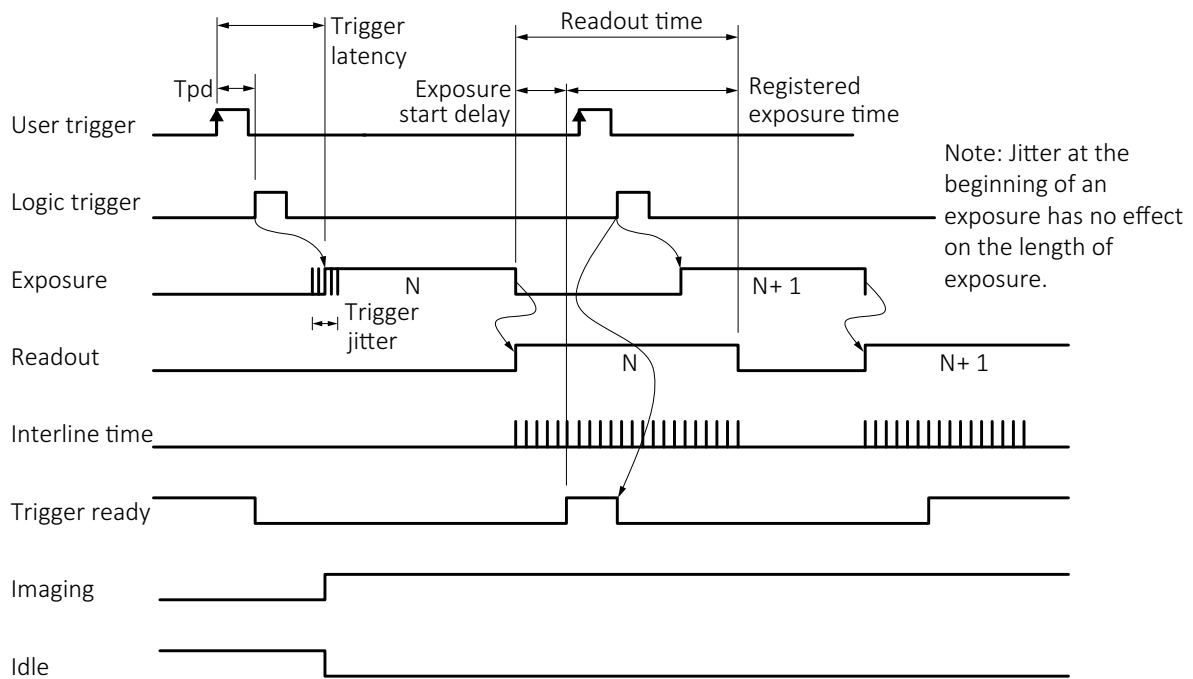 Trigger
latency
Readout time
Tpd
Exposure
start delay
Registered
exposure time
User trigger
Note: Jitter at the
beginning of an
exposure has no effect
on the length of
exposure.
Logic trigger
Exposure
N
N+ 1
Trigger
jitter
Readout
N
N+ 1
Interline time
Trigger ready
Imaging
Idle